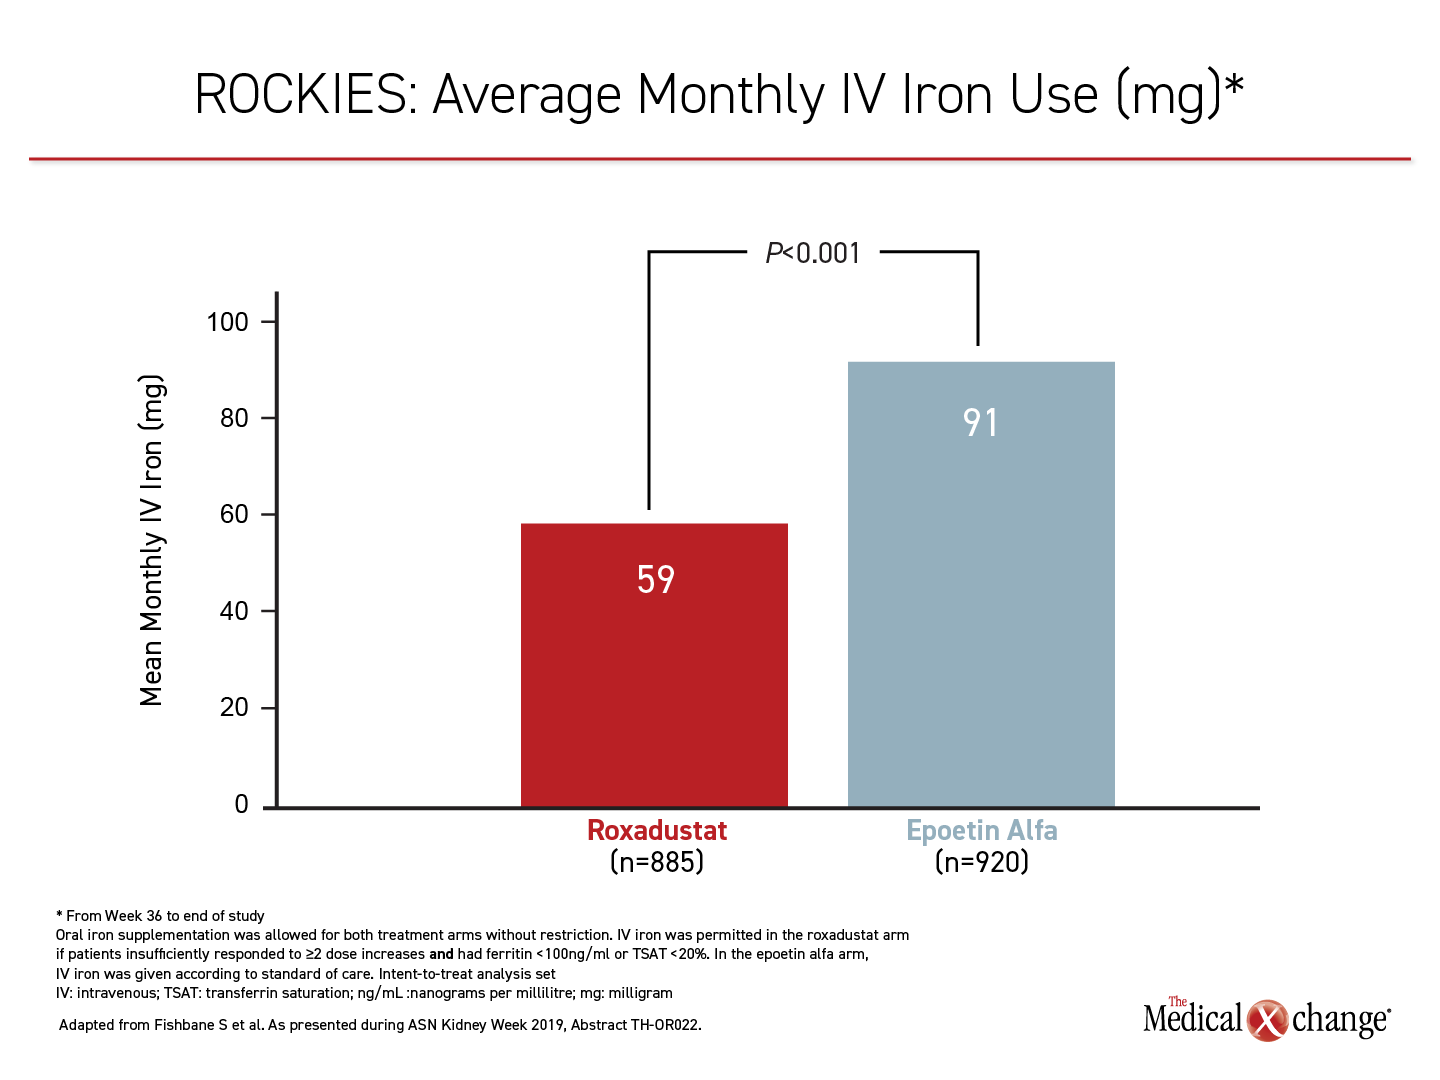 ROCKIES: Average Monthly IV Iron Use (mg)*
P<0.001
Mean Monthly IV Iron (mg)
100
80
60
40
20
0
59
91
Roxadustat
(n=885)
Epoetin Alfa
(n=920)
* From Week 36 to end of study
Oral iron supplementation was allowed for both treatment arms without restriction. IV iron was permitted in the roxadustat arm
if patients insufficiently responded to ≥2 dose increases and had ferritin <100ng/ml or TSAT <20%. In the epoetin alfa arm,
IV iron was given according to standard of care. Intent-to-treat analysis set
IV: intravenous; TSAT: transferrin saturation; ng/mL :nanograms per millilitre; mg: milligram
Adapted from Fishbane S et al. As presented during ASN Kidney Week 2019, Abstract TH-OR022.
The
Medical X change®